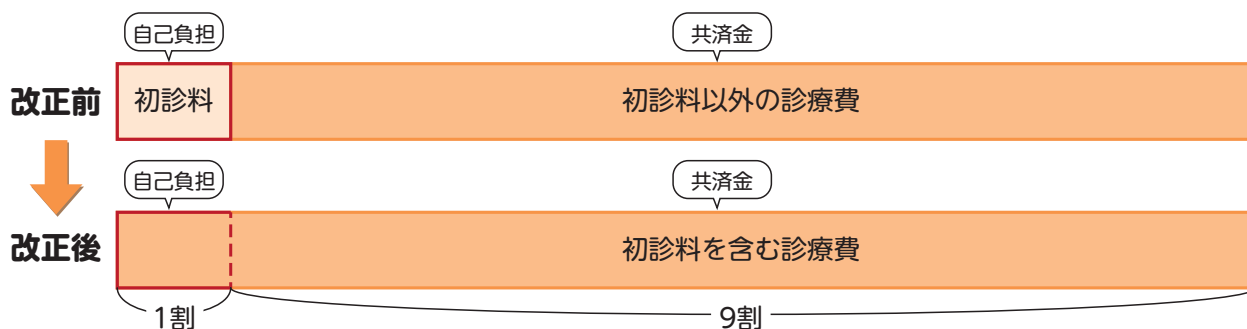 自己負担
共済金
改正前
初診料
初診料以外の診療費
自己負担
共済金
改正後
初診料を含む診療費
1割
9割